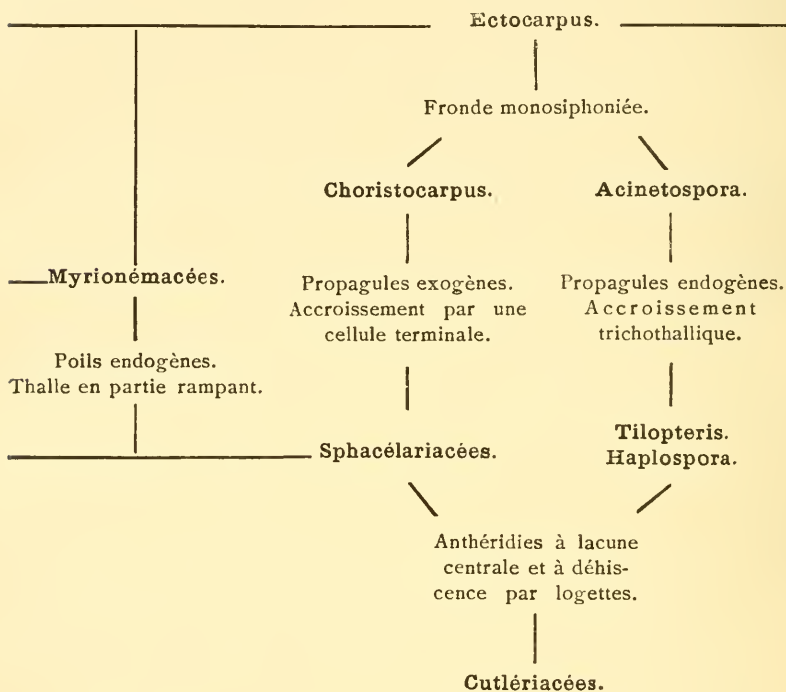 Ectocarpus.
Fronde monosiphoniée.
Choristocarpus.
Acinetospora.
Myrionémacées.
Propagules exogènes.
Accroissement par une
cellule terminale.
Propagules endogènes.
Accroissement
trichothallique.
Poils endogènes.
Thalle en partie rampant.
Sphacélariacées.
Tilopteris.
Haplospora.
Anthéridies à lacune
centrale et à déhis-
cence par logettes.
Cutlériacées.